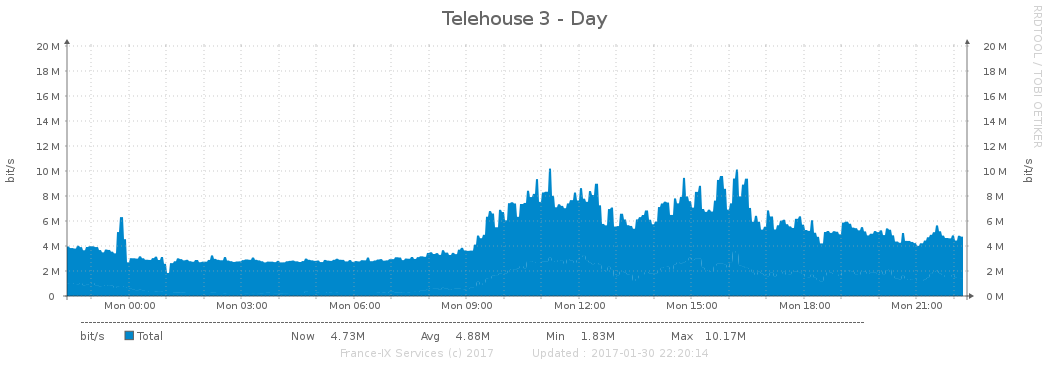 Telehouse 3 - Day
RRDTOOL / TOBI OETIKER
bit/s
bit/s
20 M 20 M
18 M 18 M
16 M 16 M
14 M 14 M
12 M 12 M
10 M 10 M
8 M 8 M
6 M 6 M
4 M 4 M
2 M 2 M
0 0 M
Mon 00:00 Mon 03:00 Mon 06:00 Mon 09:00 Mon 12:00 Mon 15:00 Mon 18:00 Mon 21:00
bit/s Total Now 4.73M Avg 4.88M Min 1.83M Max 10.17M
France-IX Services (c) 2017 Updated : 2017-01-30 22:20:14